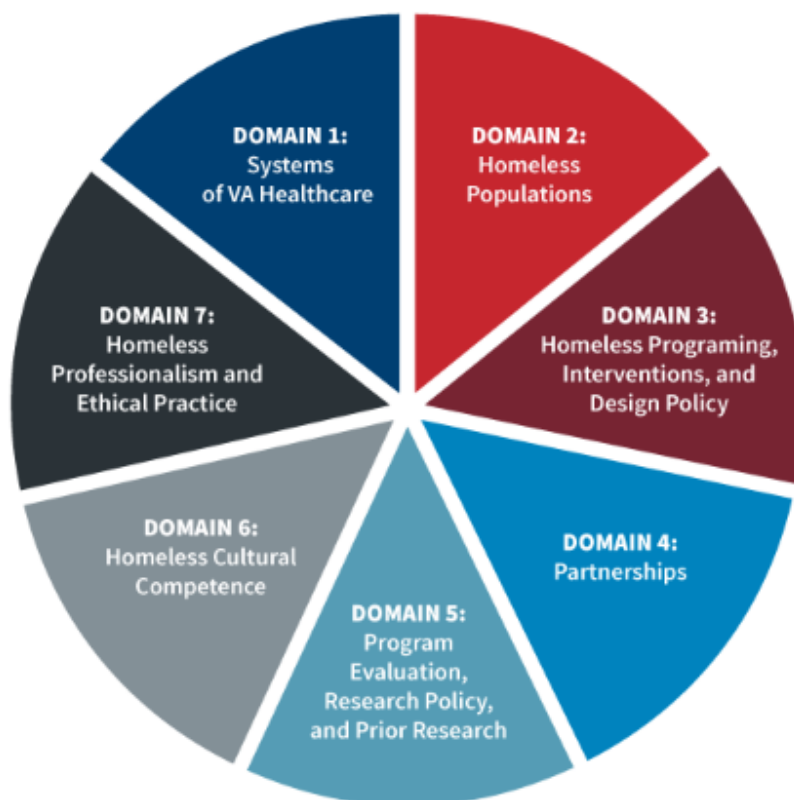 DOMAIN 1:
Systems
of VA Healthcare
DOMAIN 2:
Homeless
Populations
DOMAIN 3:
Homeless Programing,
Interventions, and
Design Policy
DOMAIN 4:
Partnerships
DOMAIN 5:
Program
Evaluation,
Research Policy,
and Prior Research
DOMAIN 6:
Homeless Cultural
Competence
DOMAIN 7:
Homeless
Professionalism and
Ethical Practice